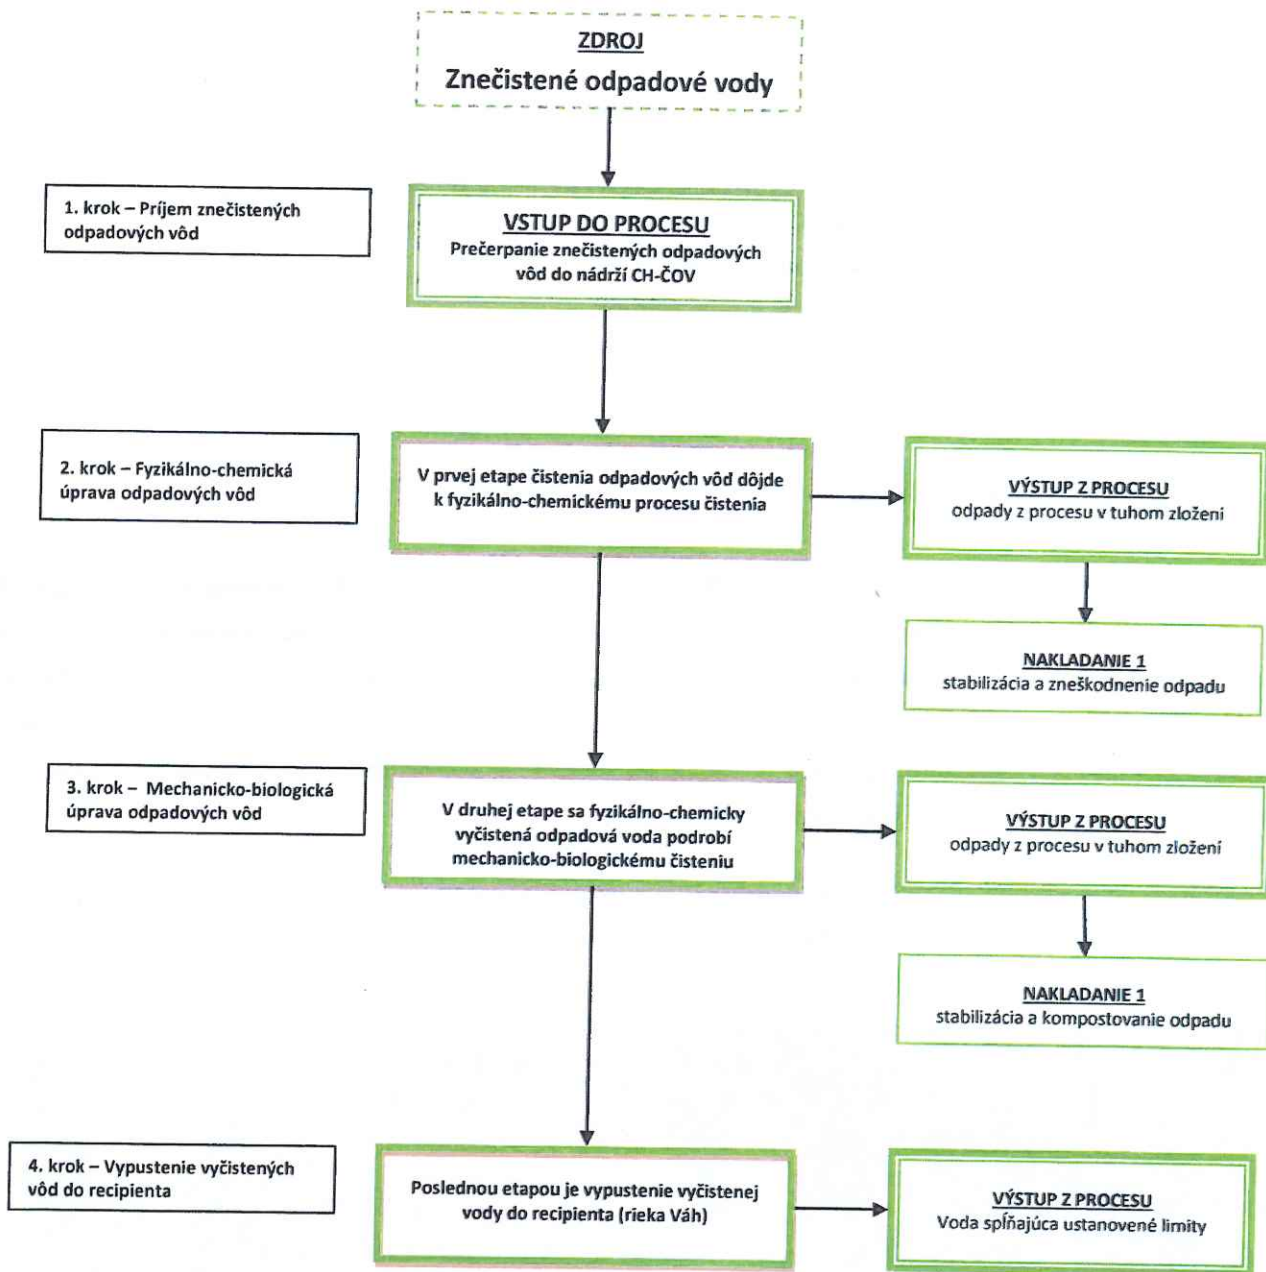 ZDROJ
Znečistené odpadové vody
1. krok – Príjem znečistených
odpadových vôd
VSTUP DO PROCESU
Prečerpanie znečistených odpadových
vôd do nádrží CH-ČOV
2. krok – Fyzikálno-chemická
úprava odpadových vôd
V prvej etape čistenia odpadových vôd dôjde
k fyzikálno-chemickému procesu čistenia
VÝSTUP Z PROCESU
odpady z procesu v tuhom zložení
NAKLADANIE 1
stabilizácia a zneškodnenie odpadu
3. krok – Mechanicko-biologická
úprava odpadových vôd
V druhej etape sa fyzikálno-chemicky
vyčistená odpadová voda podrobí
mechanicko-biologickému čisteniu
VÝSTUP Z PROCESU
odpady z procesu v tuhom zložení
NAKLADANIE 1
stabilizácia a kompostovanie odpadu
4. krok – Vypustenie vyčistených
vôd do recipienta
Poslednou etapou je vypustenie vyčistenej
vody do recipienta (rieka Váh)
VÝSTUP Z PROCESU
Voda spĺňajúca ustanovené limity